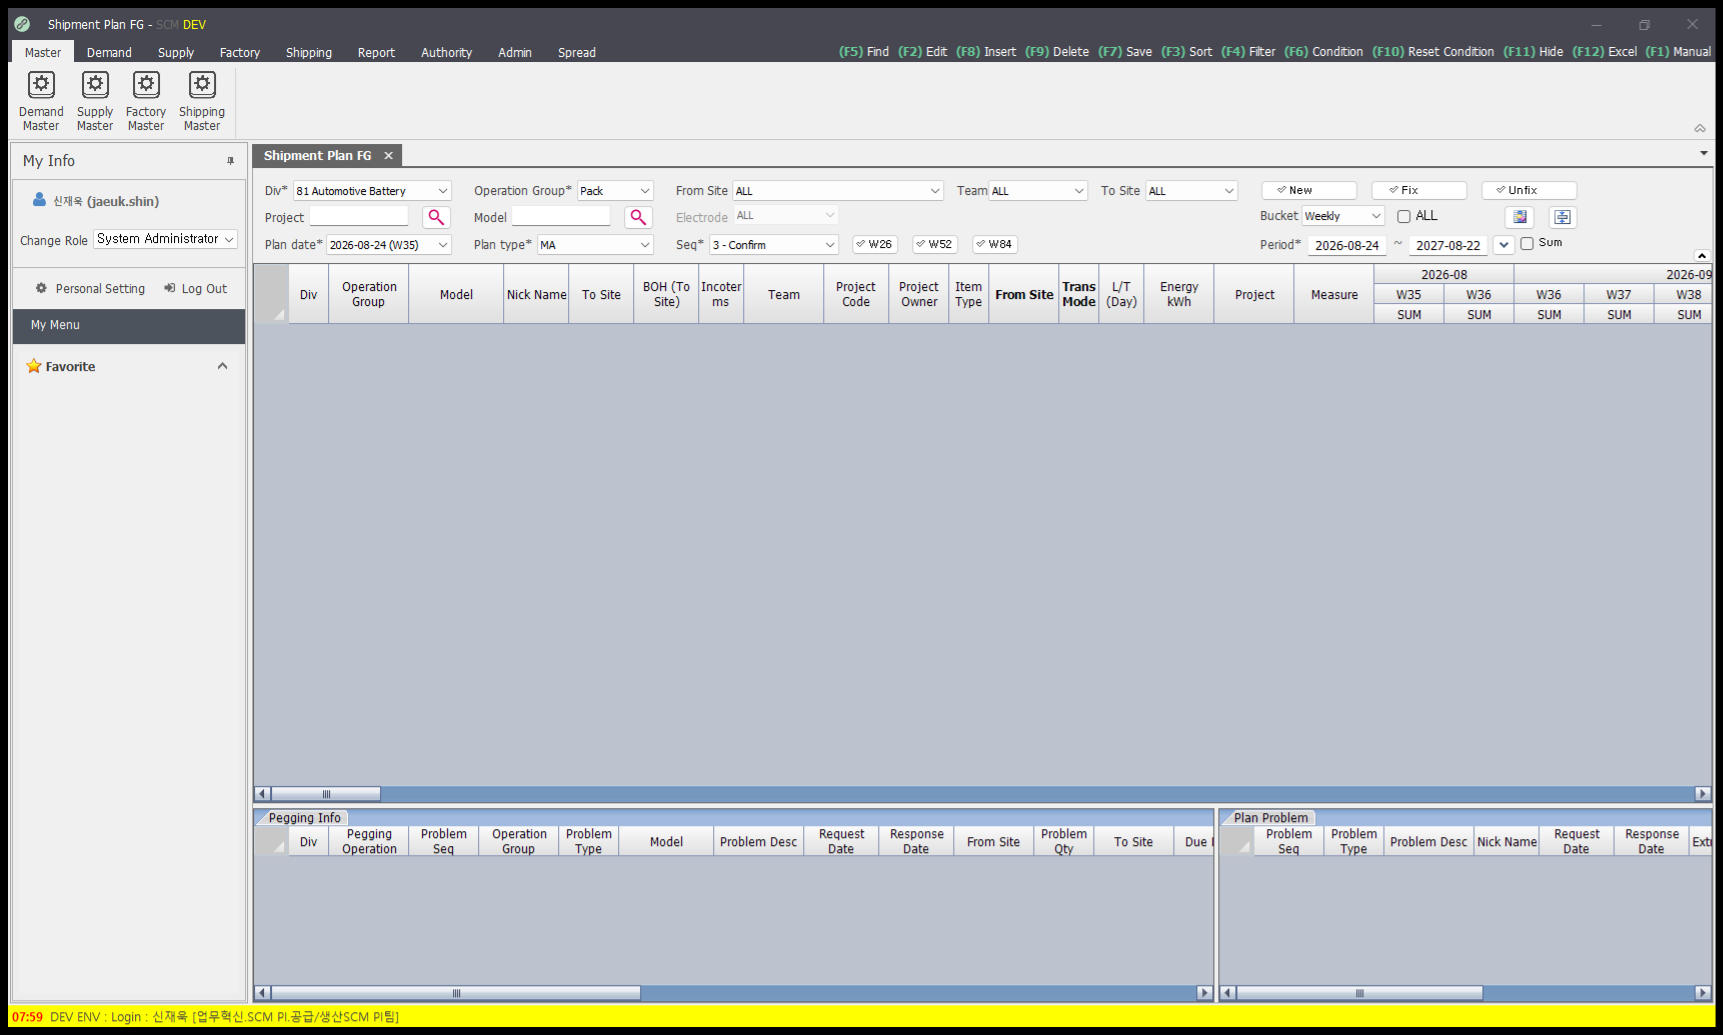 Shipment Plan FG - SCM DEV
Master Demand Supply Factory Shipping Report Authority Admin Spread (F5) Find (F2) Edit (F8) Insert (F9) Delete (F7) Save (F3) Sort (F4) Filter (F6) Condition (F10) Reset Condition (F11) Hide (F12) Excel (F1) Manual
Demand Master
Supply Master
Factory Master
Shipping Master
My Info
신재욱 (jaeuk.shin)
Change Role System Administrator
Personal Setting Log Out
My Menu
Favorite
Shipment Plan FG
Div* 81 Automotive Battery Operation Group* Pack From Site ALL Team ALL To Site ALL New Fix Unfix
Project Model Electrode ALL Bucket Weekly ALL
Plan date* 2026-08-24 (W35) Plan type* MA Seq* 3 - Confirm W26 W52 W84 Period* 2026-08-24 ~ 2027-08-22 Sum
Div
Operation Group
Model
Nick Name
To Site
BOH (To Site)
Incoterms
Team
Project Code
Project Owner
Item Type
From Site
Trans Mode
L/T (Day)
Energy kWh
Project
Measure
2026-08 2026-09
W35 W36 W36 W37 W38
SUM SUM SUM SUM SUM
Pegging Info
Div
Pegging Operation
Problem Seq
Operation Group
Problem Type
Model
Problem Desc
Request Date
Response Date
From Site
Problem Qty
To Site
Due
Plan Problem
Problem Seq
Problem Type
Problem Desc
Nick Name
Request Date
Response Date
07:59 DEV ENV : Login : 신재욱 [업무혁신.SCM PI.공급/생산SCM PI팀]